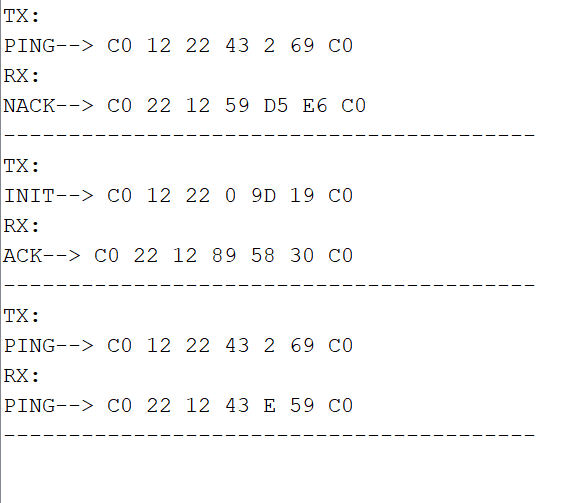 TX:
PING--> C0 12 22 43 2 69 C0
RX:
NACK--> C0 22 12 59 D5 E6 C0
-----------------------------------------
TX:
INIT--> C0 12 22 0 9D 19 C0
RX:
ACK--> C0 22 12 89 58 30 C0
-----------------------------------------
TX:
PING--> C0 12 22 43 2 69 C0
RX:
PING--> C0 22 12 43 E 59 C0
-----------------------------------------